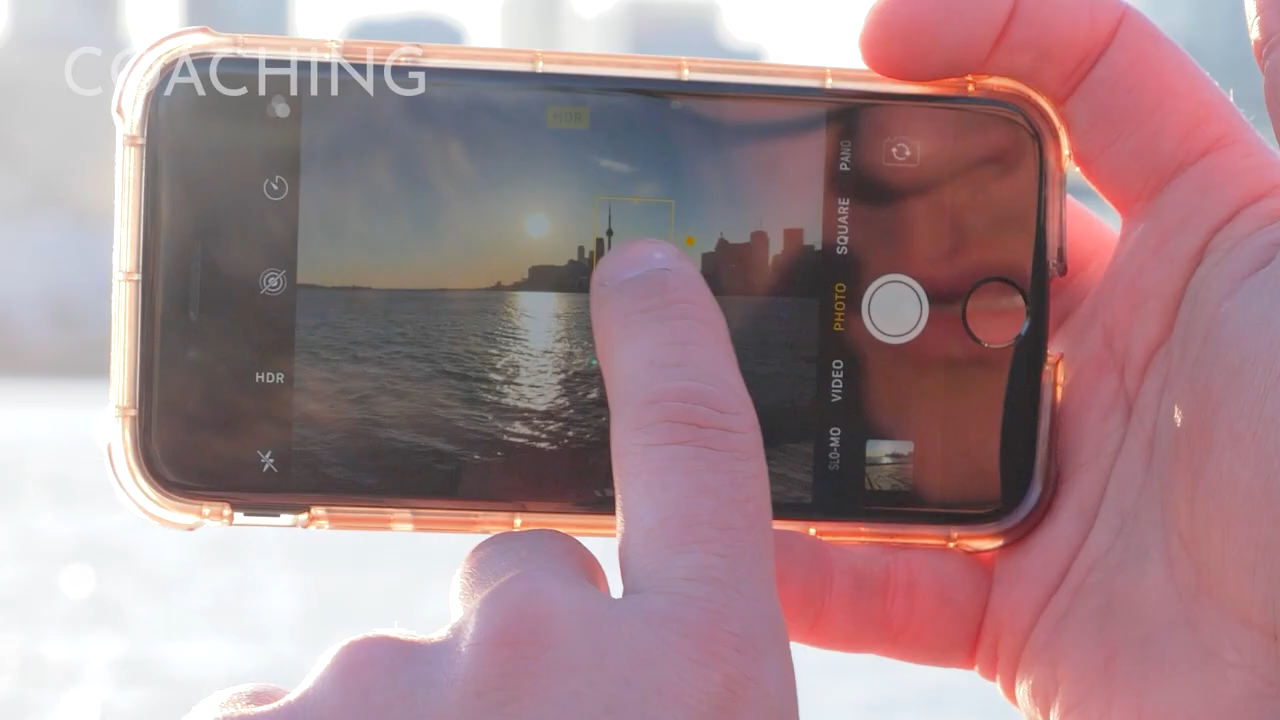 COACHING
HDR
PANO
SQUARE
PHOTO
VIDEO
SLO-MO
HDR